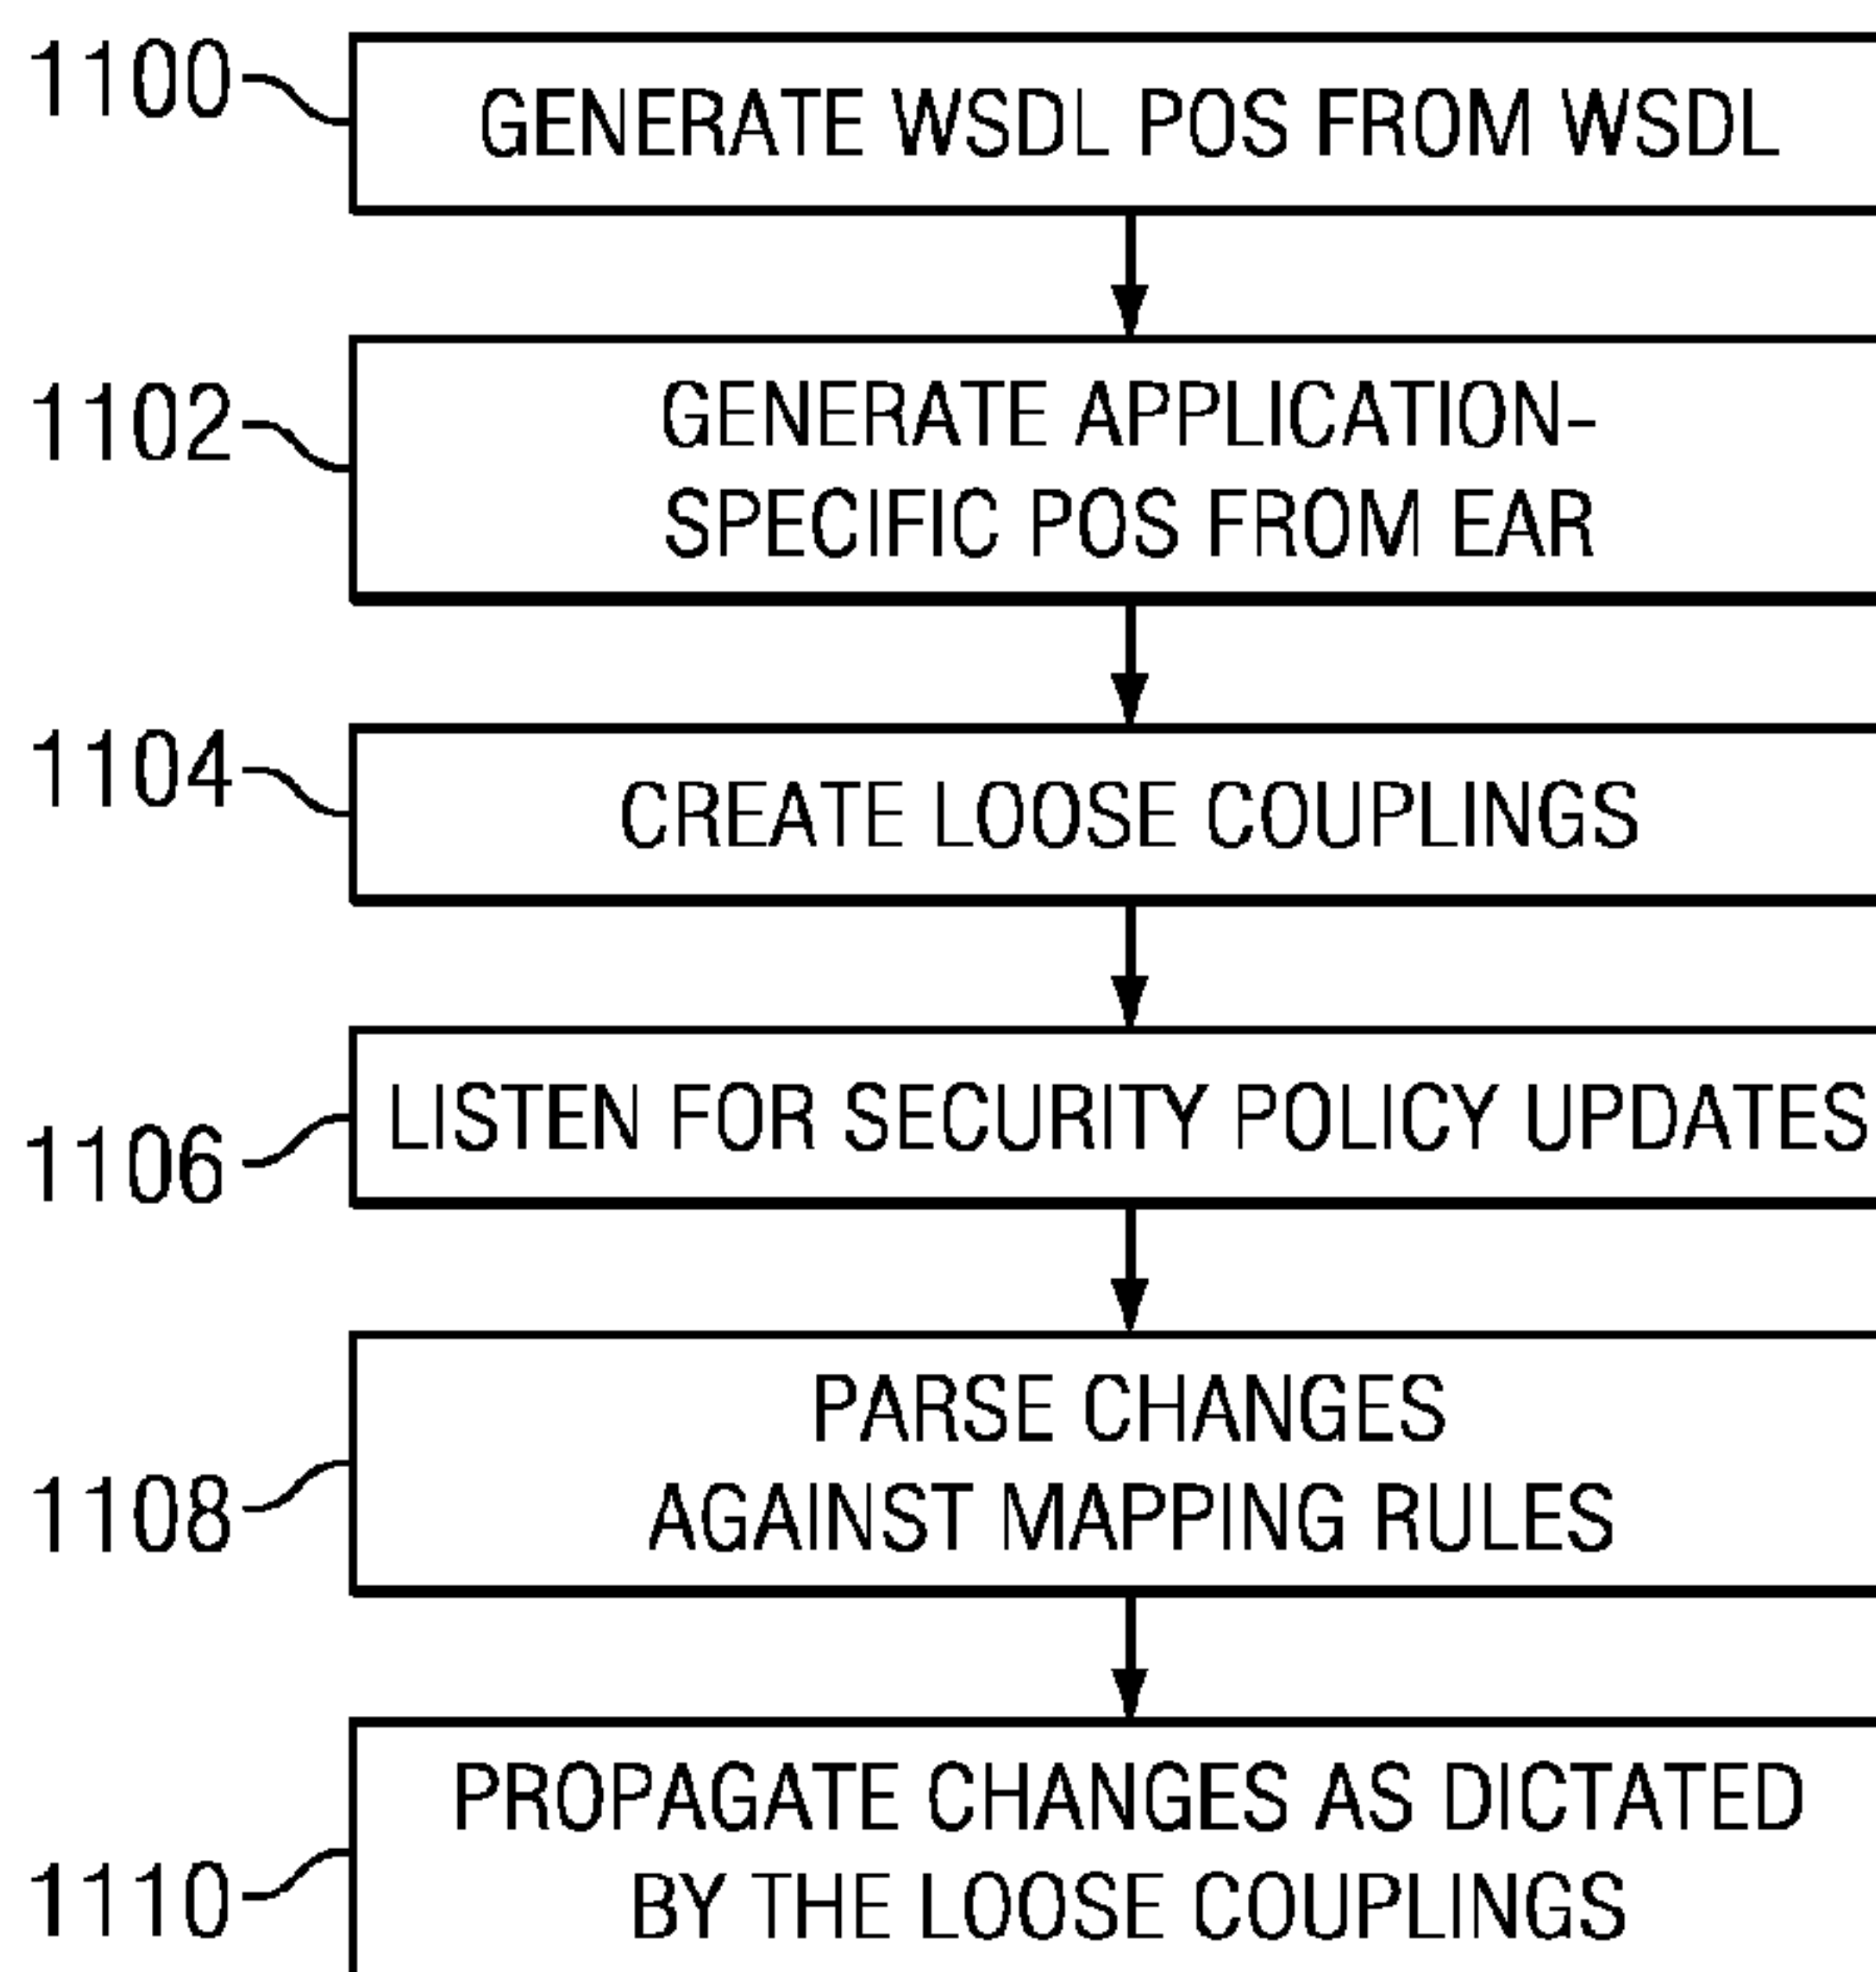 1100
GENERATE WSDL POS FROM WSDL
1102
GENERATE APPLICATION-
SPECIFIC POS FROM EAR
1104
CREATE LOOSE COUPLINGS
1106
LISTEN FOR SECURITY POLICY UPDATES
1108
PARSE CHANGES
AGAINST MAPPING RULES
1110
PROPAGATE CHANGES AS DICTATED
BY THE LOOSE COUPLINGS